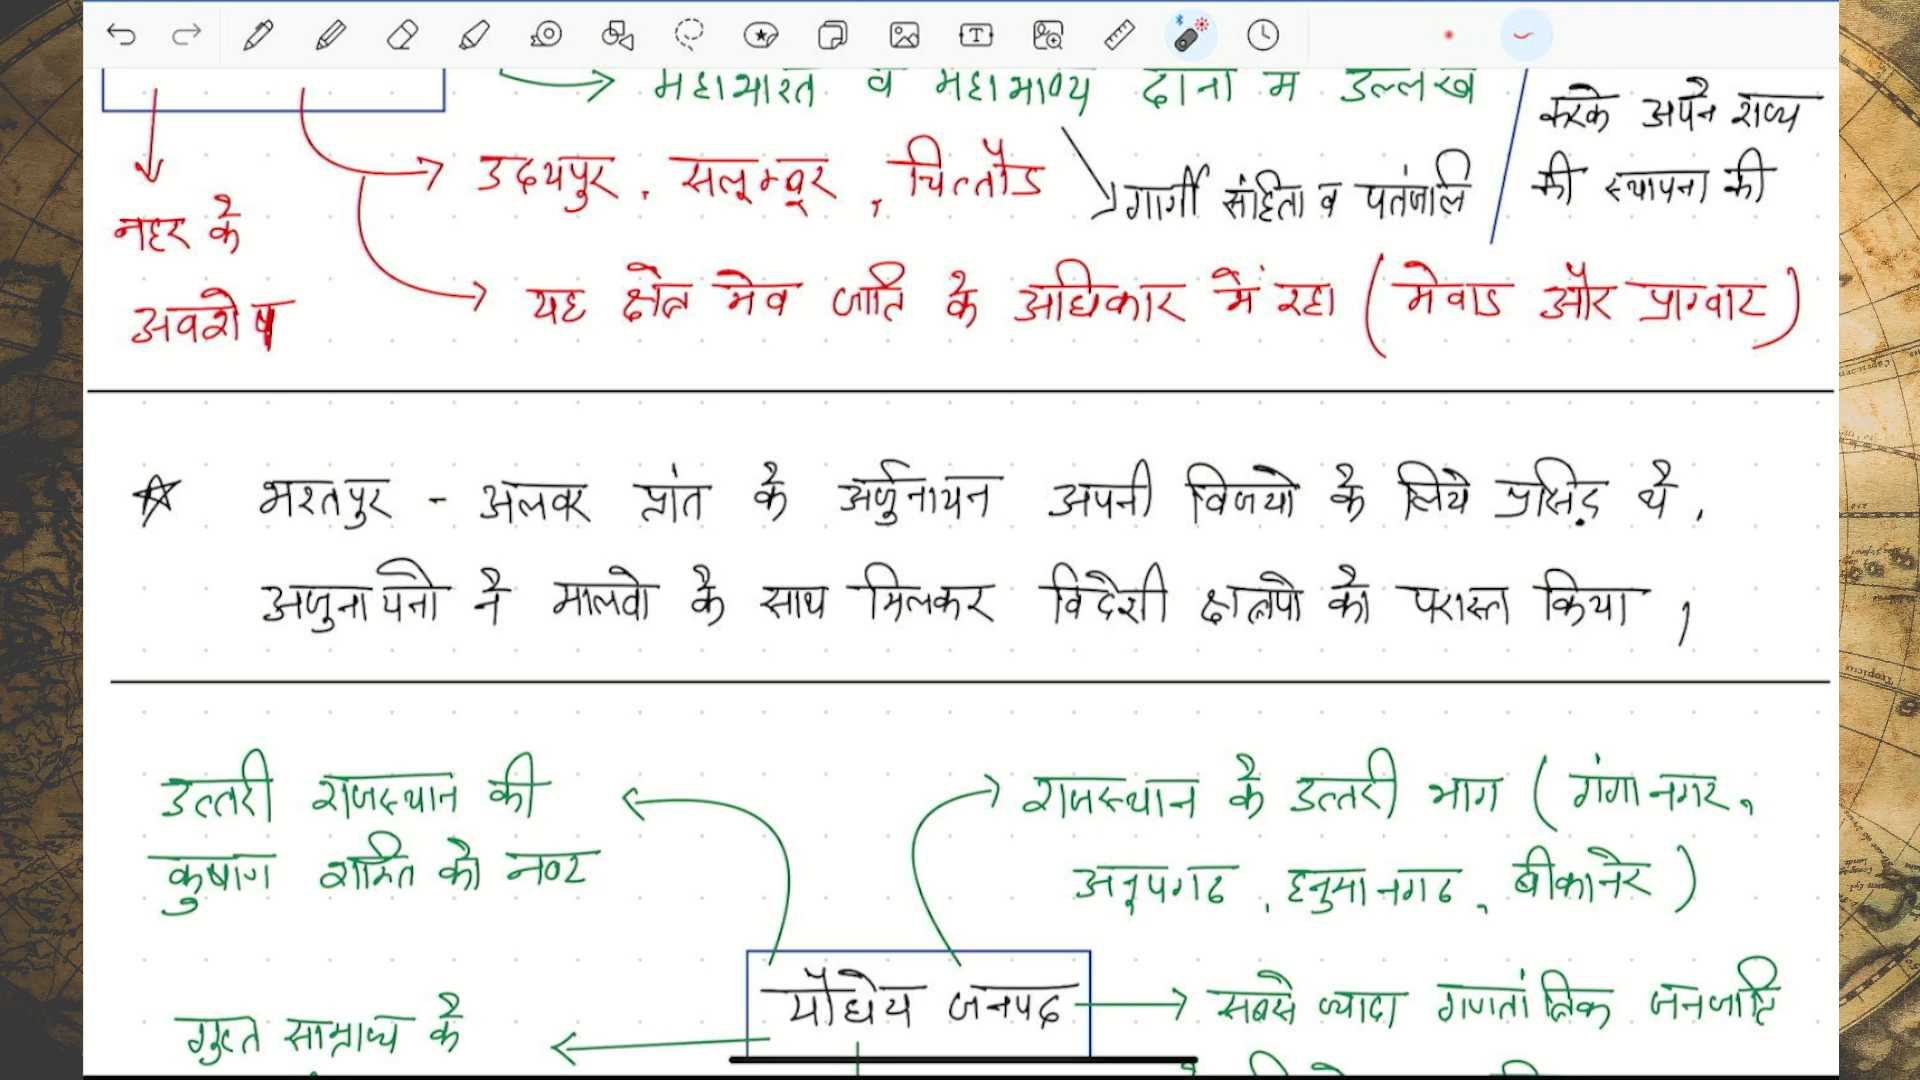 महाभारत व महाभाष्य दोनो मे उल्लेख
करके अपने राज्य
की स्थापना की
गार्गी संहिता व पतंजलि
उदयपुर, सलूम्बर, चित्तौड
नहर के
अवशेष
यह क्षेत्र मेव जाति के अधिकार में रहा (मेवाड और प्राग्वाट)
☆ भरतपुर - अलवर प्रांत के अर्जुनायन अपनी विजयो के लिये प्रसिद्ध थे,
अर्जुनायनो ने मालवो के साथ मिलकर विदेशी क्षत्रपो को परास्त किया,
उत्तरी राजस्थान की
कुषाण शक्ति को नष्ट
राजस्थान के उत्तरी भाग (गंगानगर,
अनूपगढ, हनुमानगढ, बीकानेर)
यौधेय जनपद
सबसे ज्यादा गणतांत्रिक जनजाति
गुप्त साम्राज्य के